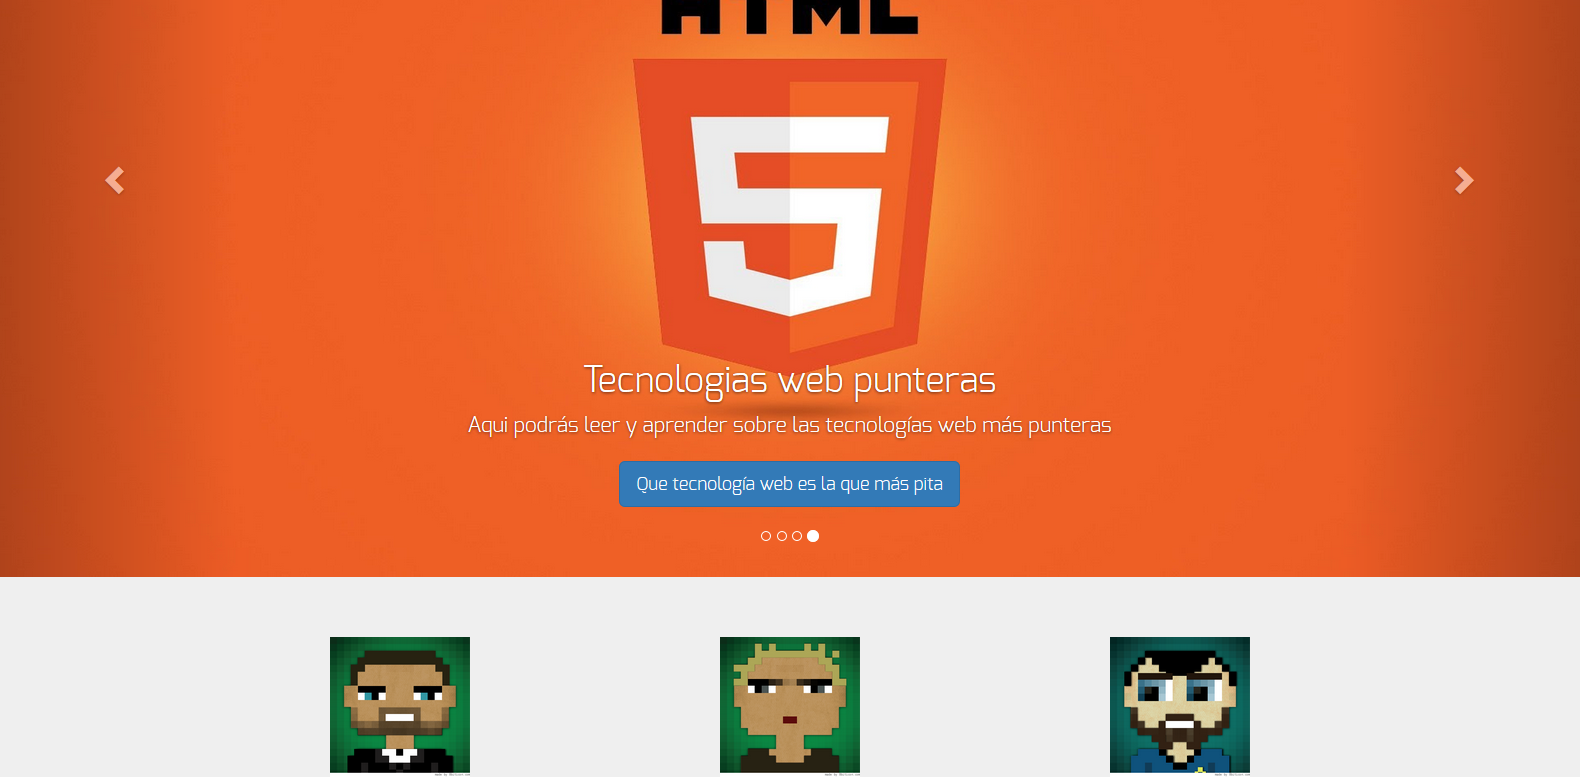 HTML
5
Tecnologias web punteras
Aqui podrás leer y aprender sobre las tecnologías web más punteras
Que tecnología web es la que más pita